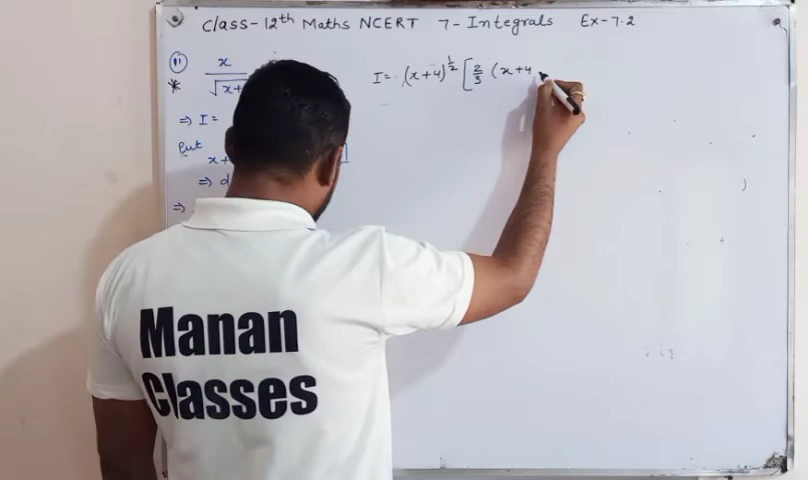 Class-12th Maths NCERT 7-Integrals Ex-7.2
11 x
* √x+
⇒ I = I = (x+4)^1/2 [2/3 (x+4
Put
x+
⇒ d
⇒
Manan
Classes